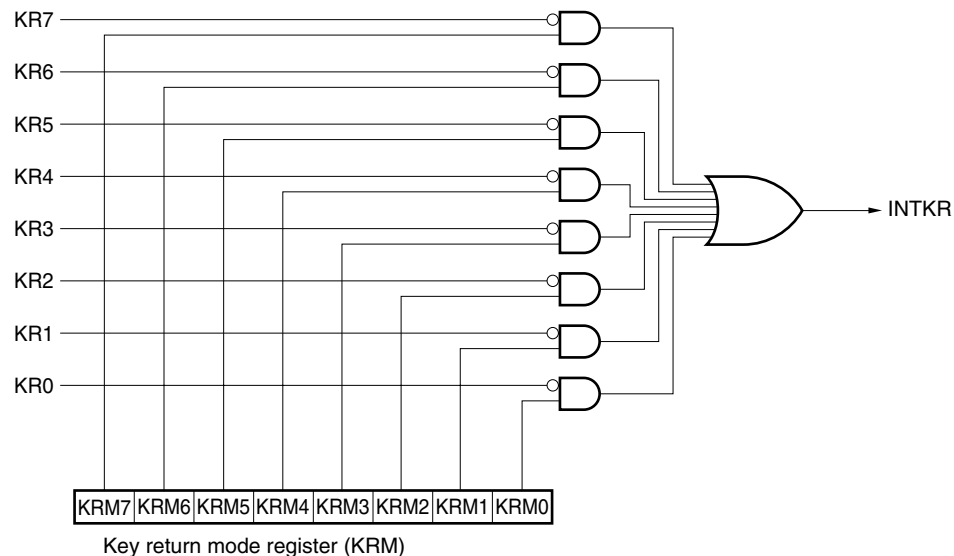 KR7
KR6
KR5
KR4
KR3
KR2
KR1
KR0
INTKR
KRM7 KRM6 KRM5 KRM4 KRM3 KRM2 KRM1 KRM0
Key return mode register (KRM)